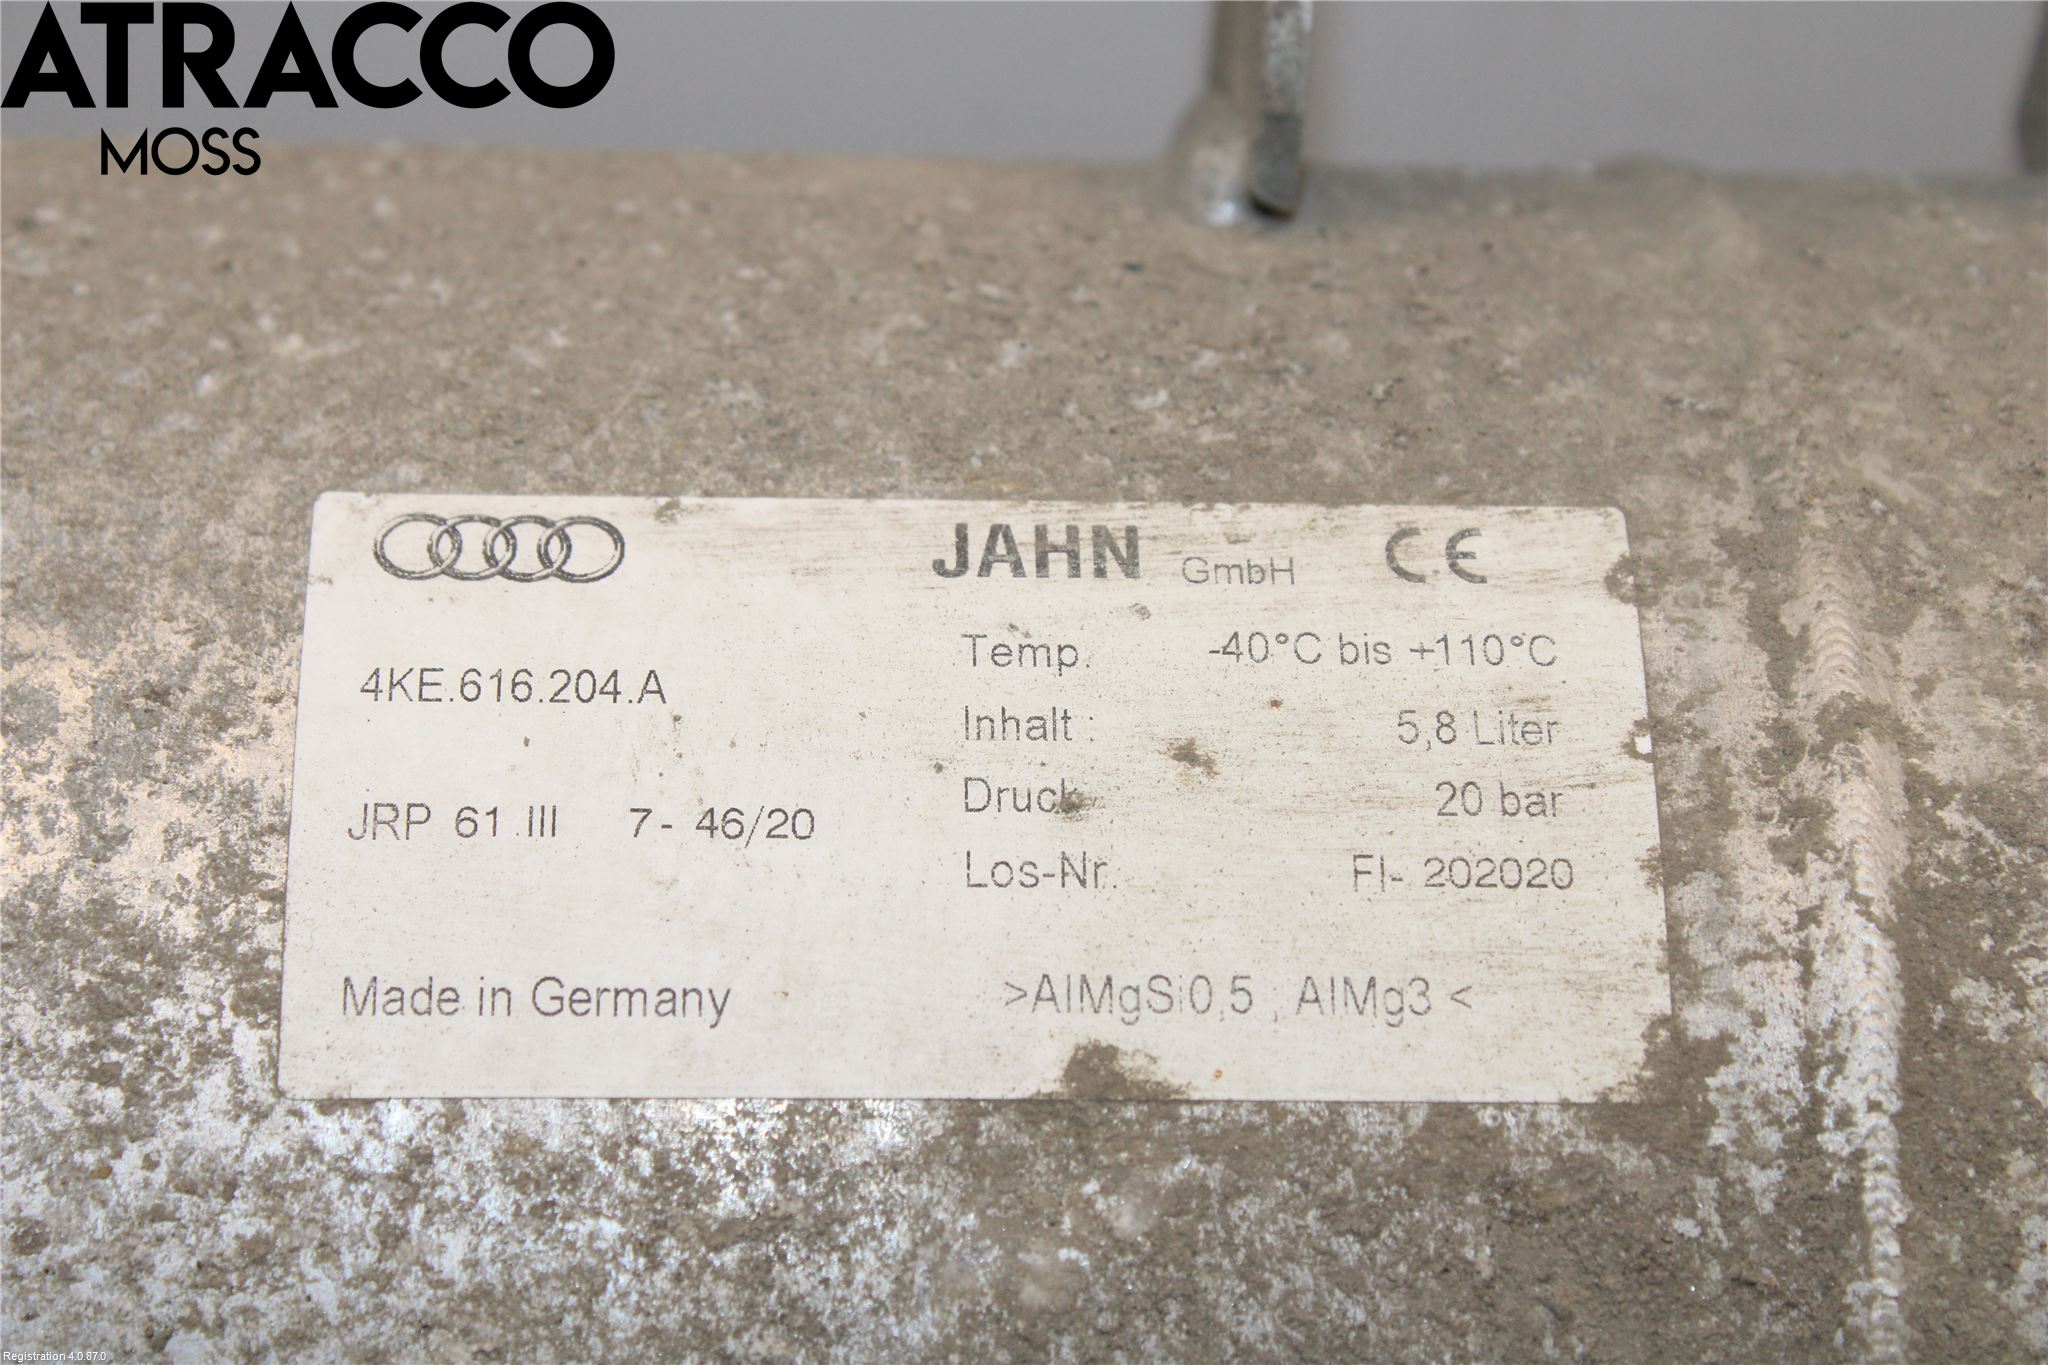 ATRACCO
MOSS
JAHN GmbH CE
4KE.616.204.A
JRP 61 III 7- 46/20
Made in Germany
Temp. -40°C bis +110°C
Inhalt : 5,8 Liter
Druck 20 bar
Los-Nr. FI- 202020
>AlMgSi0,5 , AlMg3 <
Registration 4.0.87.0